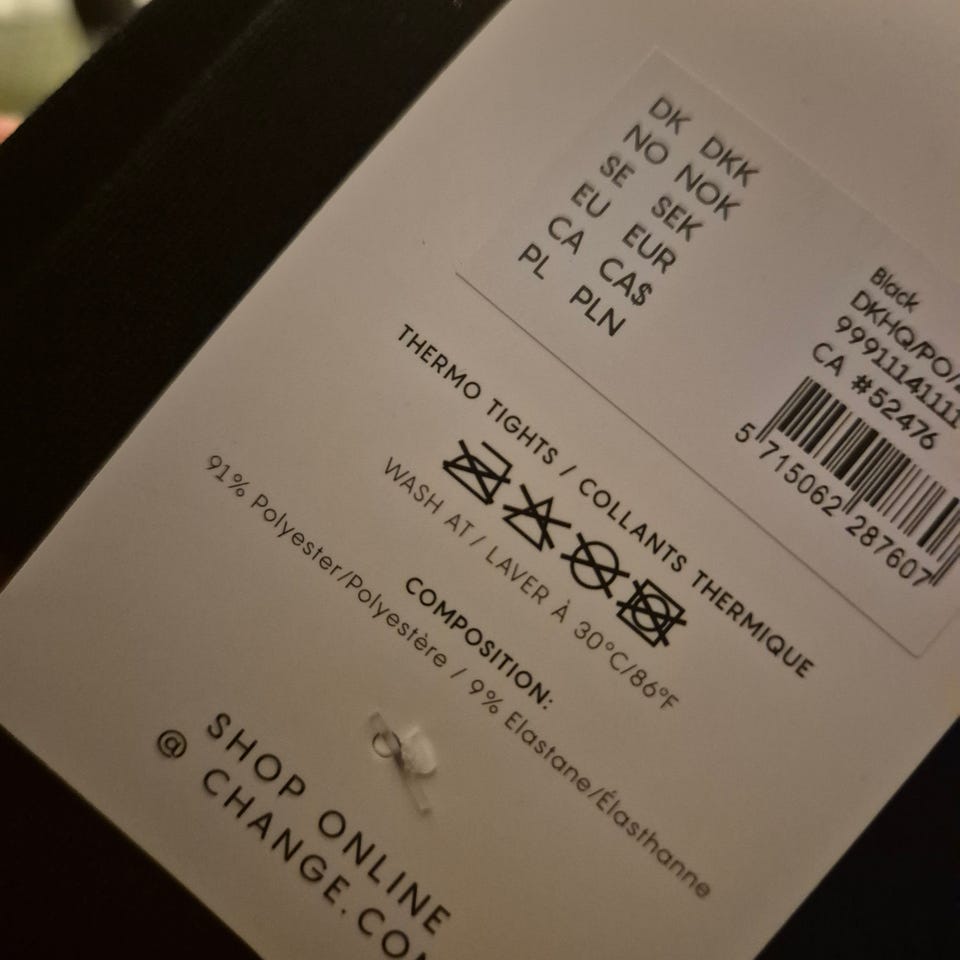 DK DKK
NO NOK
SE SEK
EU EUR
CA CA$
PL PLN
Black
DKHQ/PO/
99911141111
CA #52476
5 715062 287607
THERMO TIGHTS / COLLANTS THERMIQUE
WASH AT / LAVER À 30°C/86°F
COMPOSITION:
91% Polyester/Polyestère / 9% Elastane/Élasthanne
SHOP ONLINE
@ CHANGE.CO